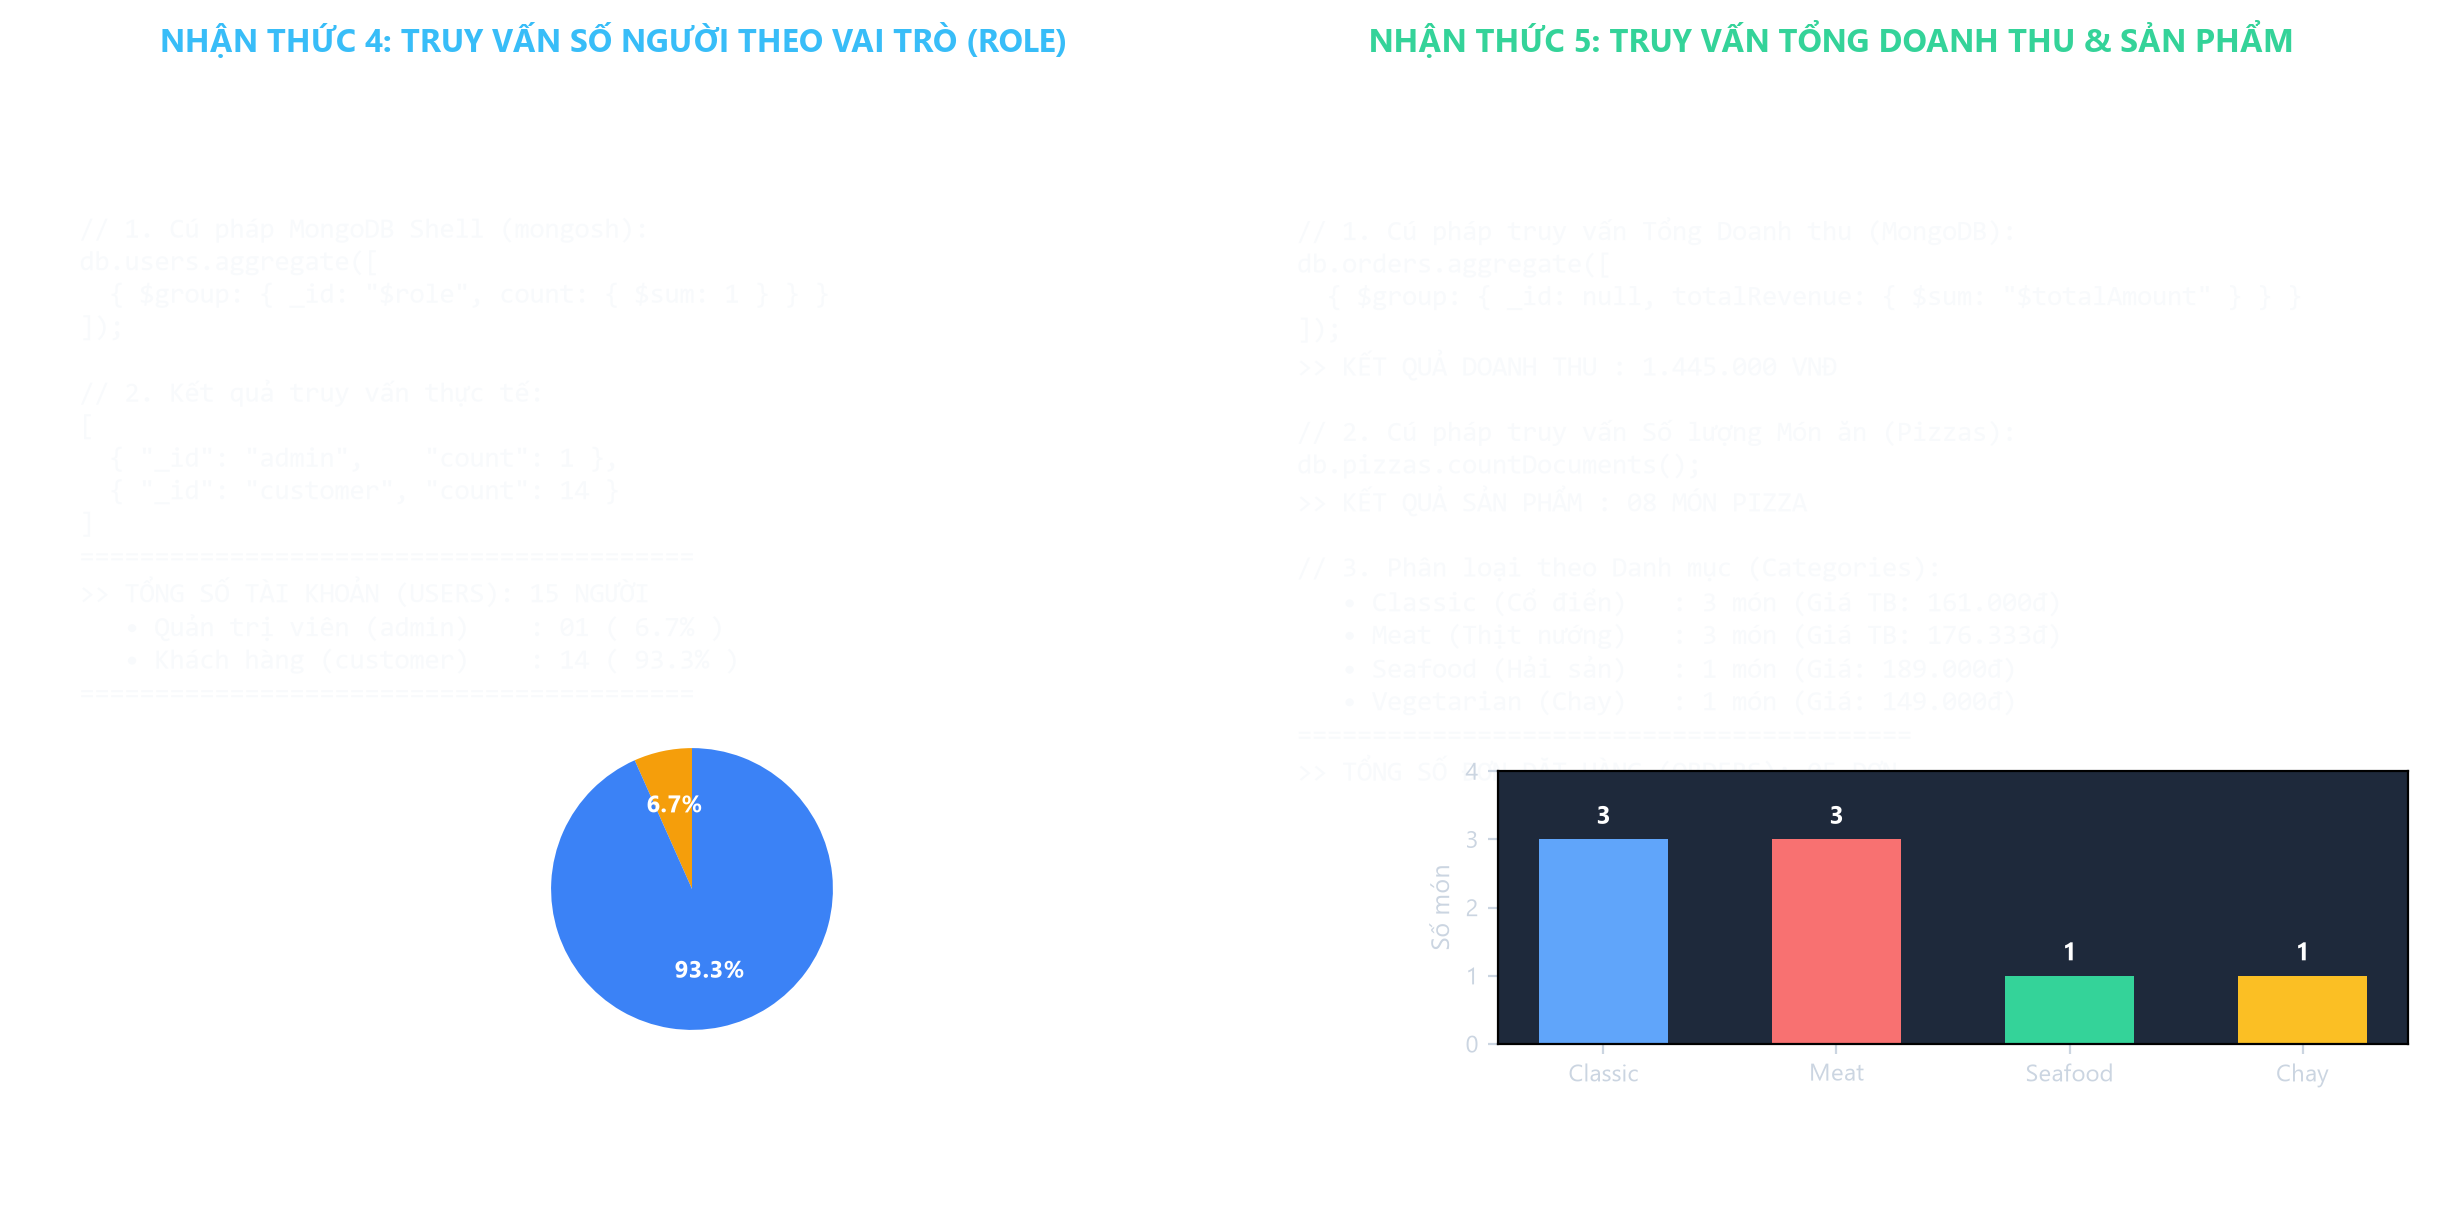 NHẬN THỨC 4: TRUY VẤN SỐ NGƯỜI THEO VAI TRÒ (ROLE)
// 1. Cú pháp MongoDB Shell (mongosh):
db.users.aggregate([
  { $group: { _id: "$role", count: { $sum: 1 } } }
]);
// 2. Kết quả truy vấn thực tế:
[
  { "_id": "admin",    "count": 1 },
  { "_id": "customer", "count": 14 }
]
=========================================
>> TỔNG SỐ TÀI KHOẢN (USERS): 15 NGƯỜI
   • Quản trị viên (admin)    : 01 ( 6.7% )
   • Khách hàng (customer)    : 14 ( 93.3% )
=========================================
6.7%
93.3%
NHẬN THỨC 5: TRUY VẤN TỔNG DOANH THU & SẢN PHẨM
// 1. Cú pháp truy vấn Tổng Doanh thu (MongoDB):
db.orders.aggregate([
  { $group: { _id: null, totalRevenue: { $sum: "$totalAmount" } } }
]);
>> KẾT QUẢ DOANH THU : 1.445.000 VNĐ
// 2. Cú pháp truy vấn Số lượng Món ăn (Pizzas):
db.pizzas.countDocuments();
>> KẾT QUẢ SẢN PHẨM : 08 MÓN PIZZA
// 3. Phân loại theo Danh mục (Categories):
   • Classic (Cổ điển)   : 3 món (Giá TB: 161.000đ)
   • Meat (Thịt nướng)   : 3 món (Giá TB: 176.333đ)
   • Seafood (Hải sản)   : 1 món (Giá: 189.000đ)
   • Vegetarian (Chay)   : 1 món (Giá: 149.000đ)
=========================================
>> TỔNG SỐ
4
3
2
1
0
Số món
3
3
1
1
Classic
Meat
Seafood
Chay